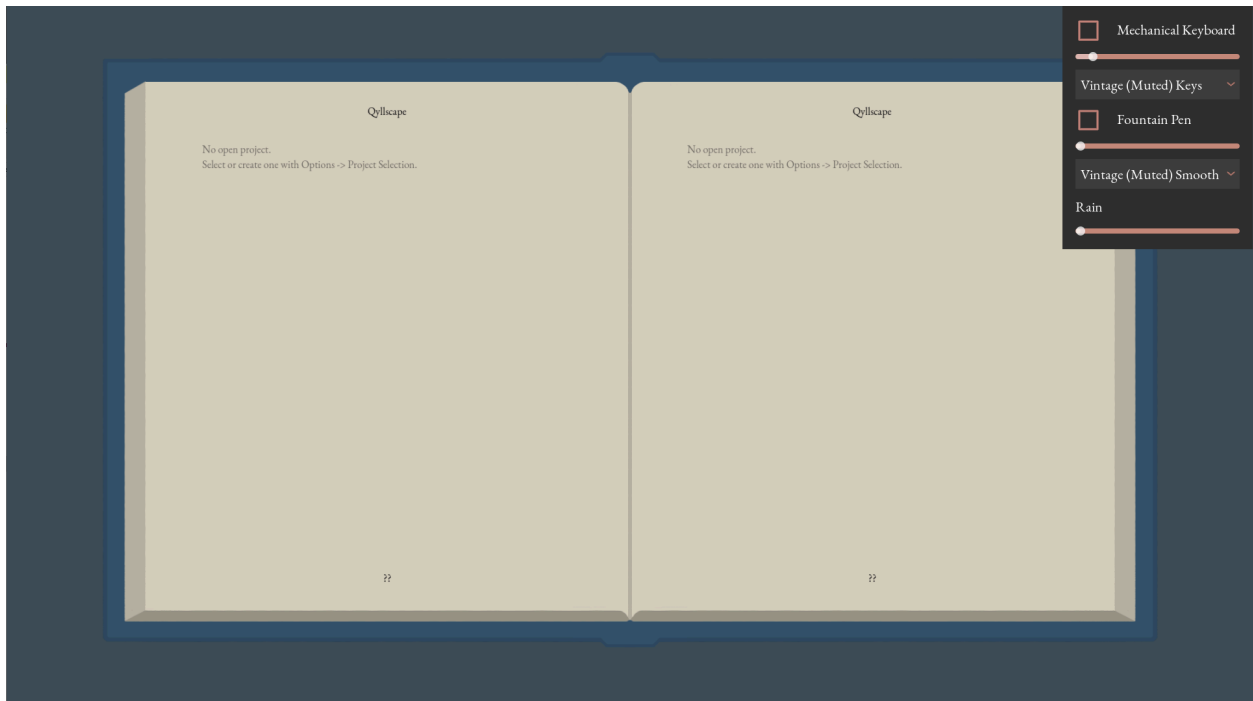 Qyllscape
No open project.
Select or create one with Options -> Project Selection.
??
Qyllscape
No open project.
Select or create one with Options -> Project Selection.
??
Mechanical Keyboard
Vintage (Muted) Keys
Fountain Pen
Vintage (Muted) Smooth
Rain